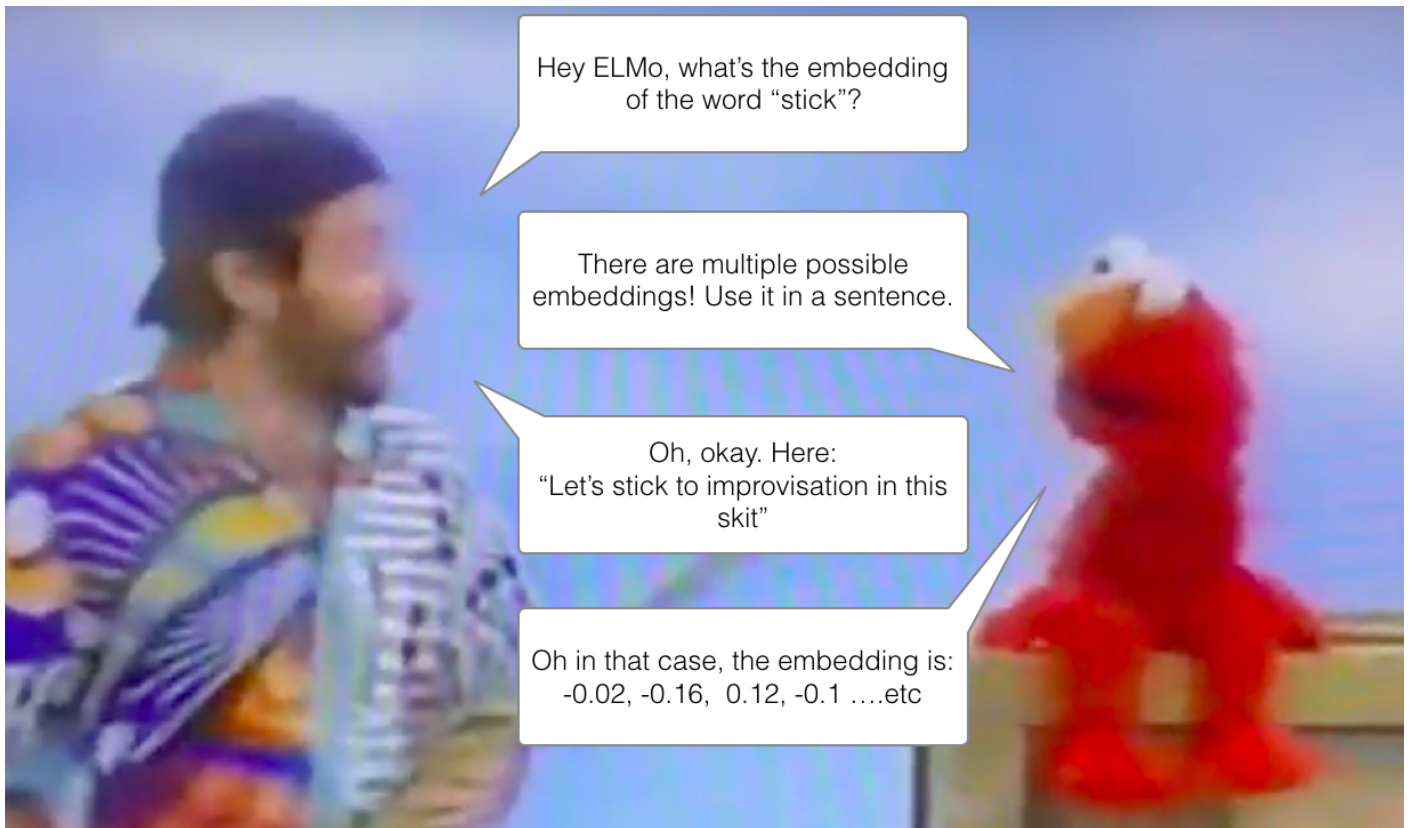 Hey ELMo, what's the embedding
of the word “stick”?
There are multiple possible
embeddings! Use it in a sentence.
Oh, okay. Here:
“Let’s stick to improvisation in this
skit”
Oh in that case, the embedding is:
-0.02, -0.16,  0.12, -0.1 ….etc